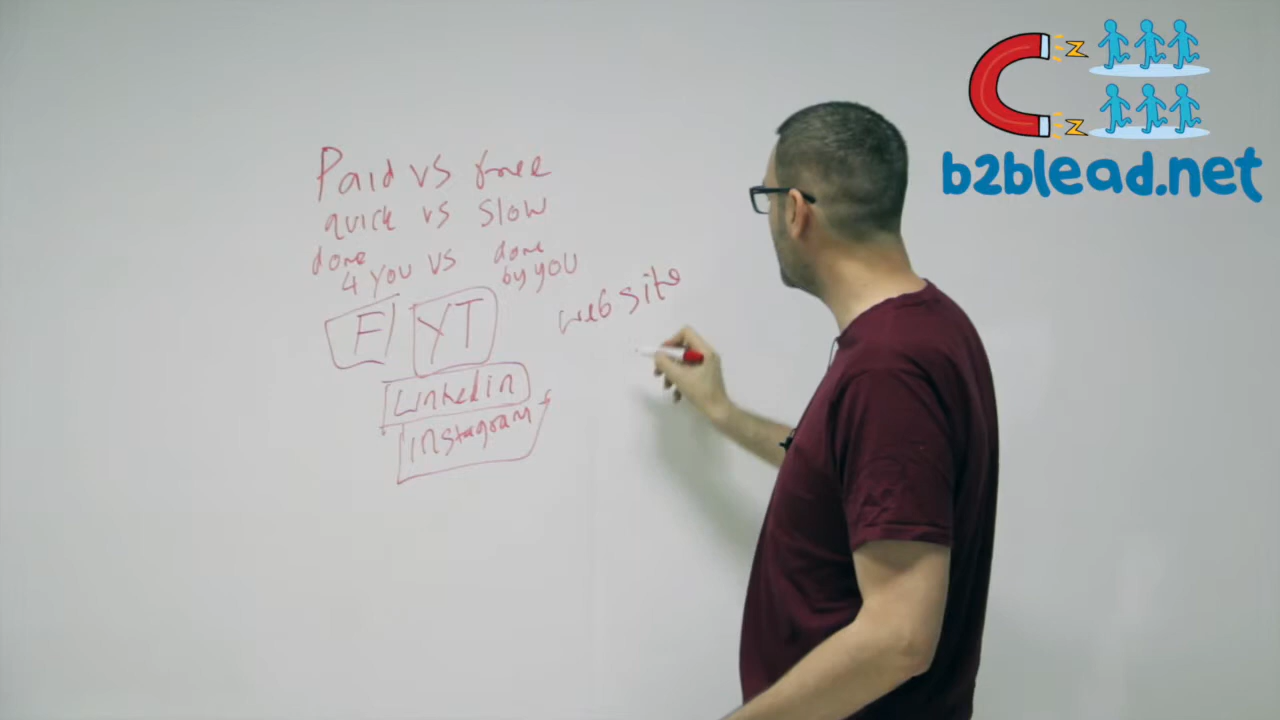 Paid vs free
quick vs slow
done
4 you vs
done
by you
F
YT
website
Linkedin
instagram
b2blead.net